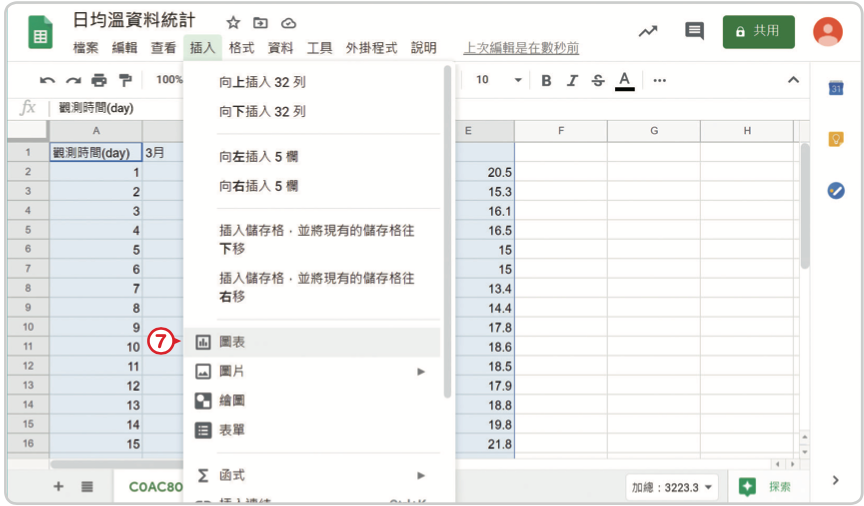 日均溫資料統計
檔案 編輯 查看 插入 格式 資料 工具 外掛程式 說明 上次編輯是在數秒前
共用
100% 10 B I S A
fx 觀測時間(day)
A E F G H
1 觀測時間(day) 3月
2 1 20.5
3 2 15.3
4 3 16.1
5 4 16.5
6 5 15
7 6 15
8 7 13.4
9 8 14.4
10 9 17.8
11 10 18.6
12 11 18.5
13 12 17.9
14 13 18.8
15 14 19.8
16 15 21.8
向上插入 32 列
向下插入 32 列
向左插入 5 欄
向右插入 5 欄
插入儲存格，並將現有的儲存格往
下移
插入儲存格，並將現有的儲存格往
右移
7 圖表
圖片
繪圖
表單
Σ 函式
31
C0AC80
加總：3223.3
探索